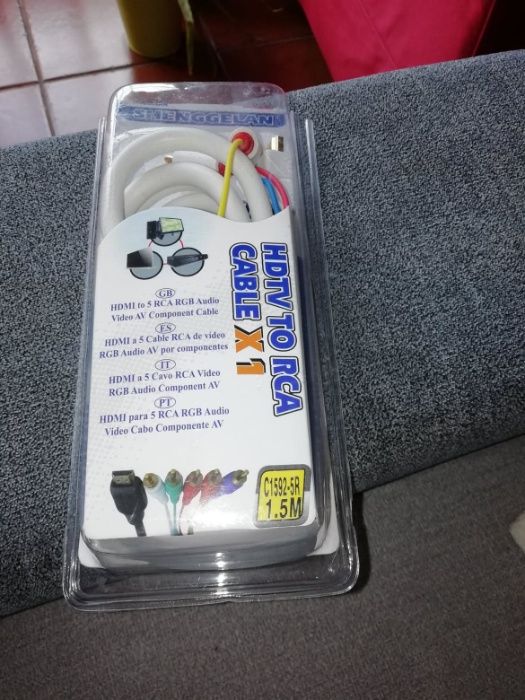 SHENGGELAN
HDTV TO RCA
CABLE X 1
GB
HDMI to 5 RCA RGB Audio
Video AV Component Cable
ES
HDMI a 5 Cable RCA de video
RGB Audio AV por componentes
IT
HDMI a 5 Cavo RCA Video
RGB Audio Component AV
PT
HDMI para 5 RCA RGB Audio
Video Cabo Componente AV
C1592-5R
1.5M